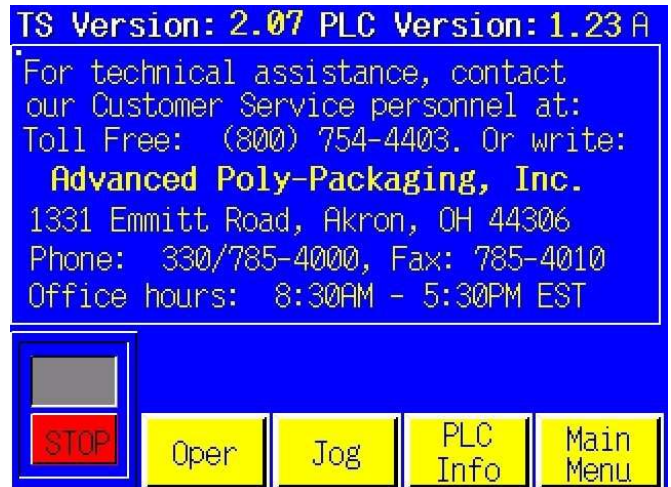 TS Version: 2.07 PLC Version: 1.23 A
For technical assistance, contact
our Customer Service personnel at:
Toll Free: (800) 754-4403. Or write:
Advanced Poly-Packaging, Inc.
1331 Emmitt Road, Akron, OH 44306
Phone: 330/785-4000, Fax: 785-4010
Office hours: 8:30AM - 5:30PM EST
STOP
Oper
Jog
PLC
Info
Main
Menu